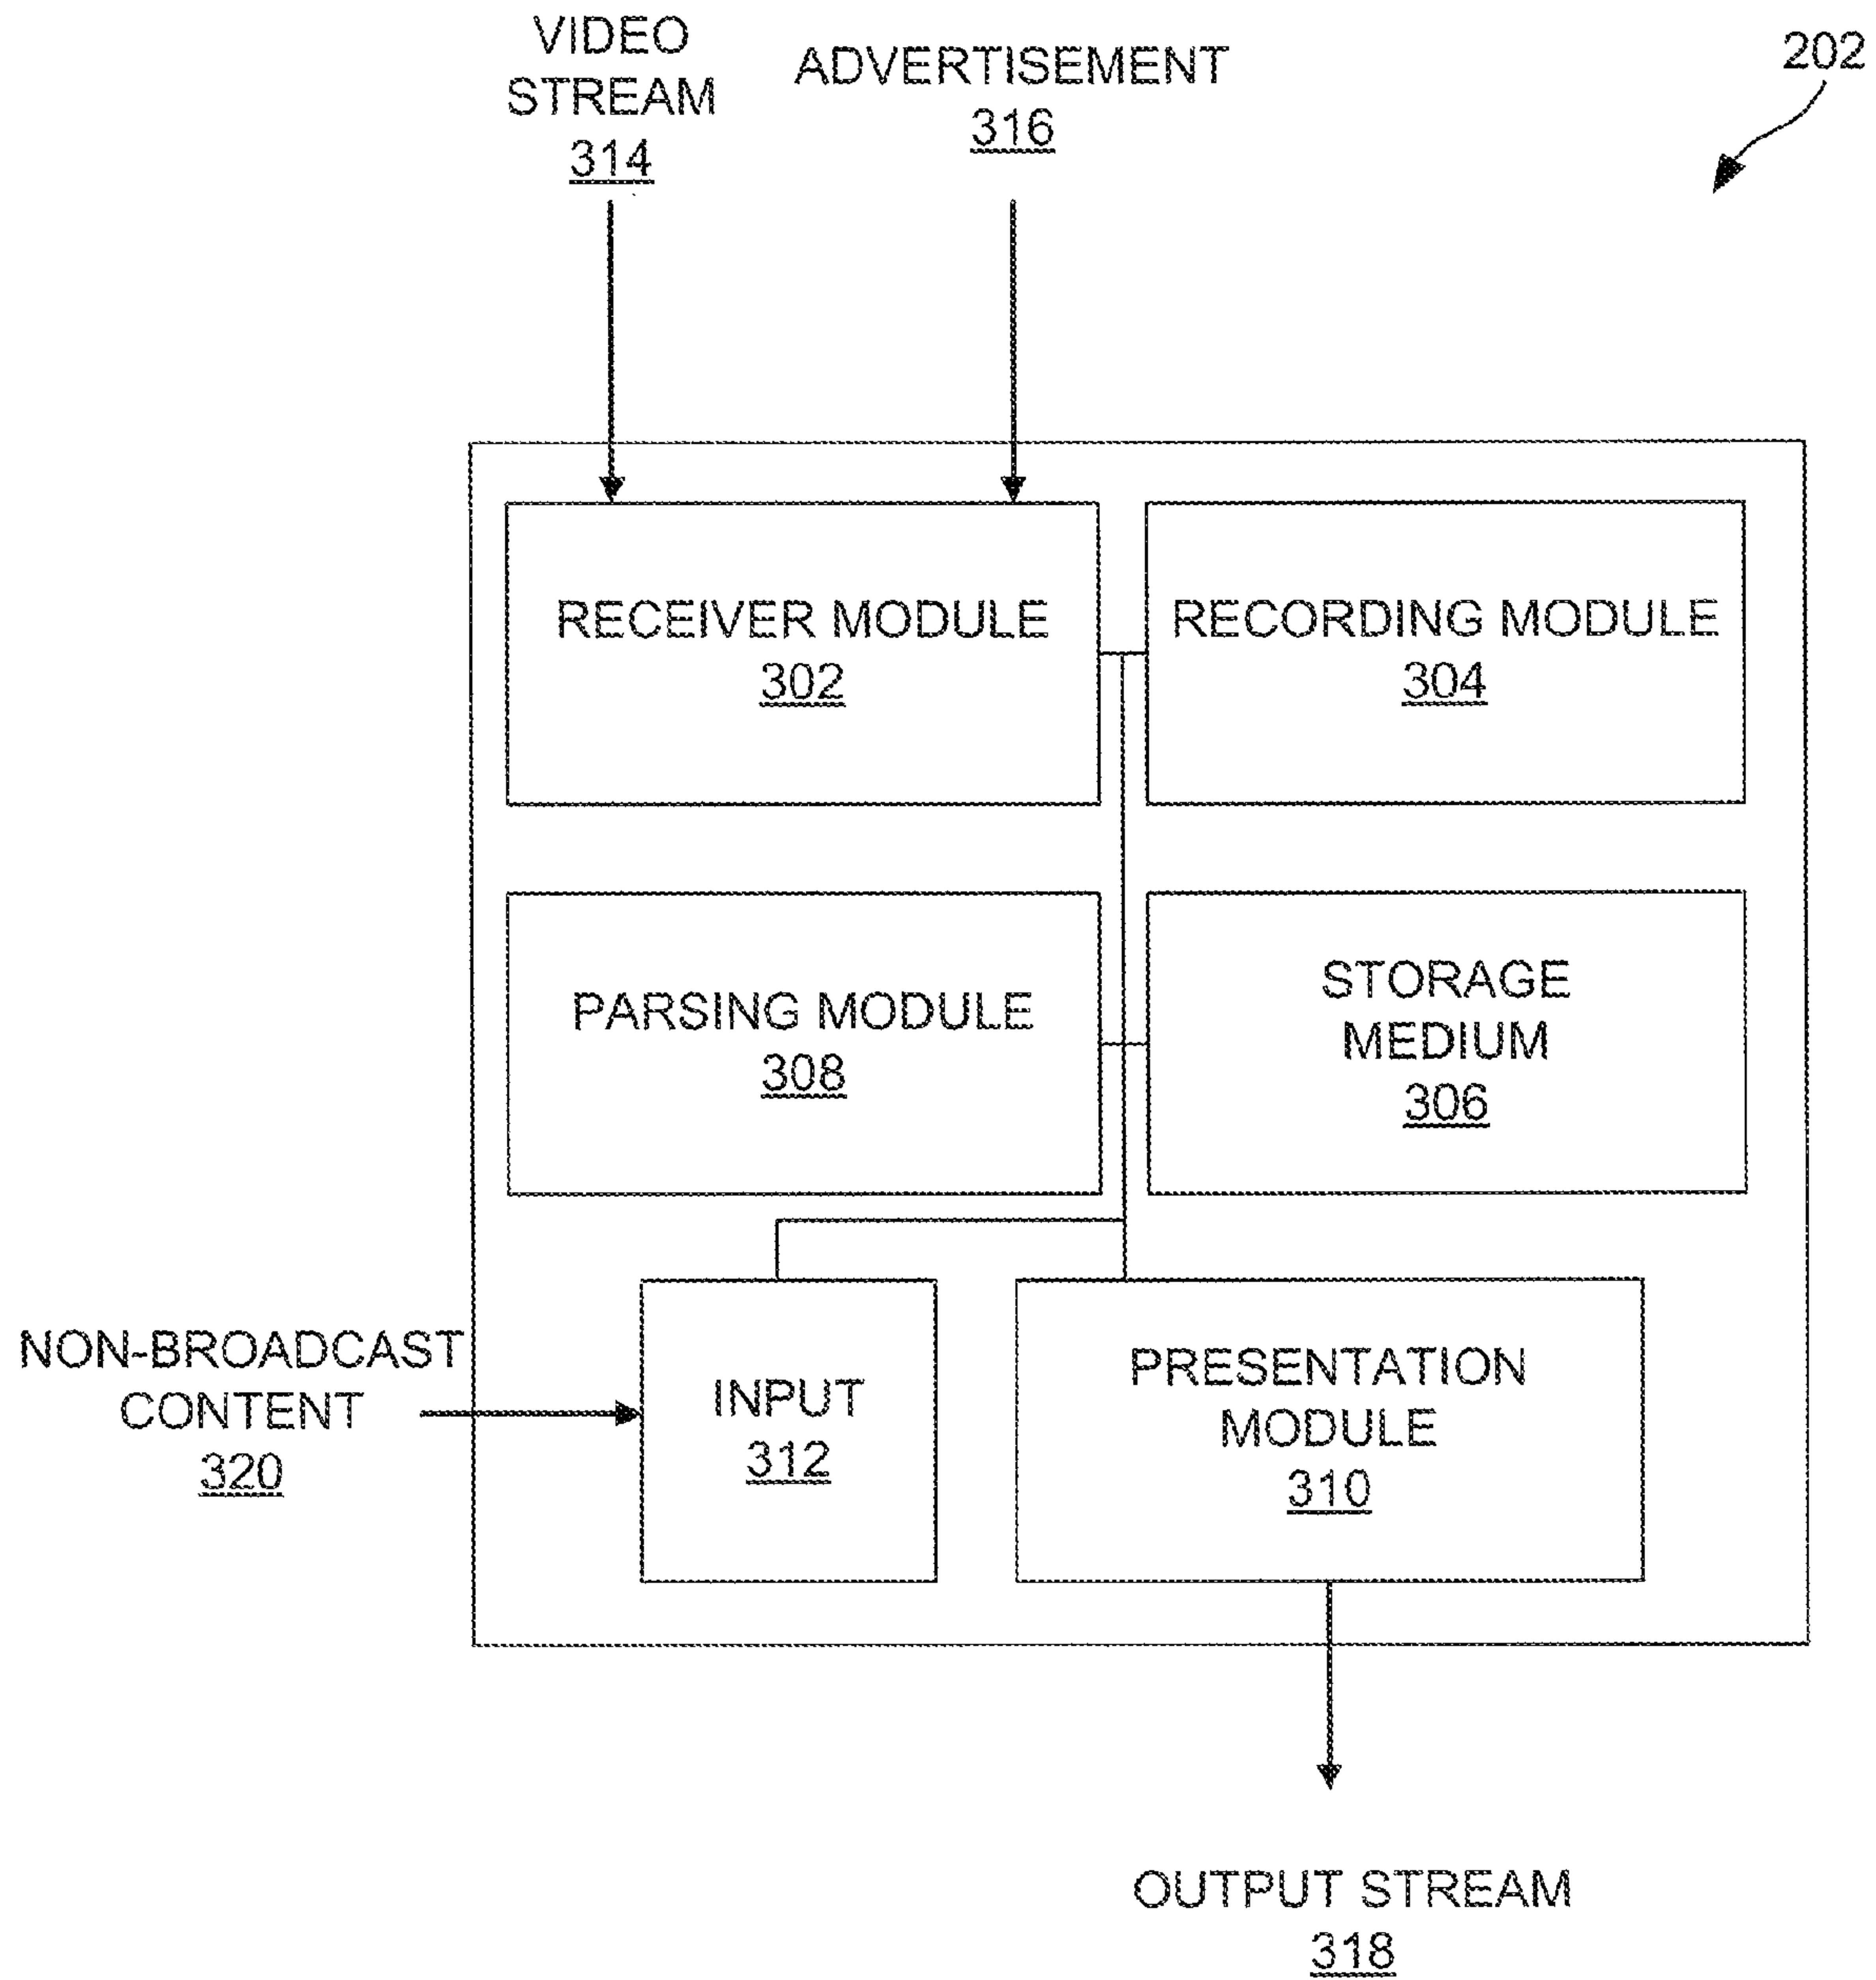 VIDEO
STREAM
314
ADVERTISEMENT
316
202
RECEIVER MODULE
302
RECORDING MODULE
304
PARSING MODULE
308
STORAGE
MEDIUM
306
NON-BROADCAST
CONTENT
320
INPUT
312
PRESENTATION
MODULE
310
OUTPUT STREAM
318